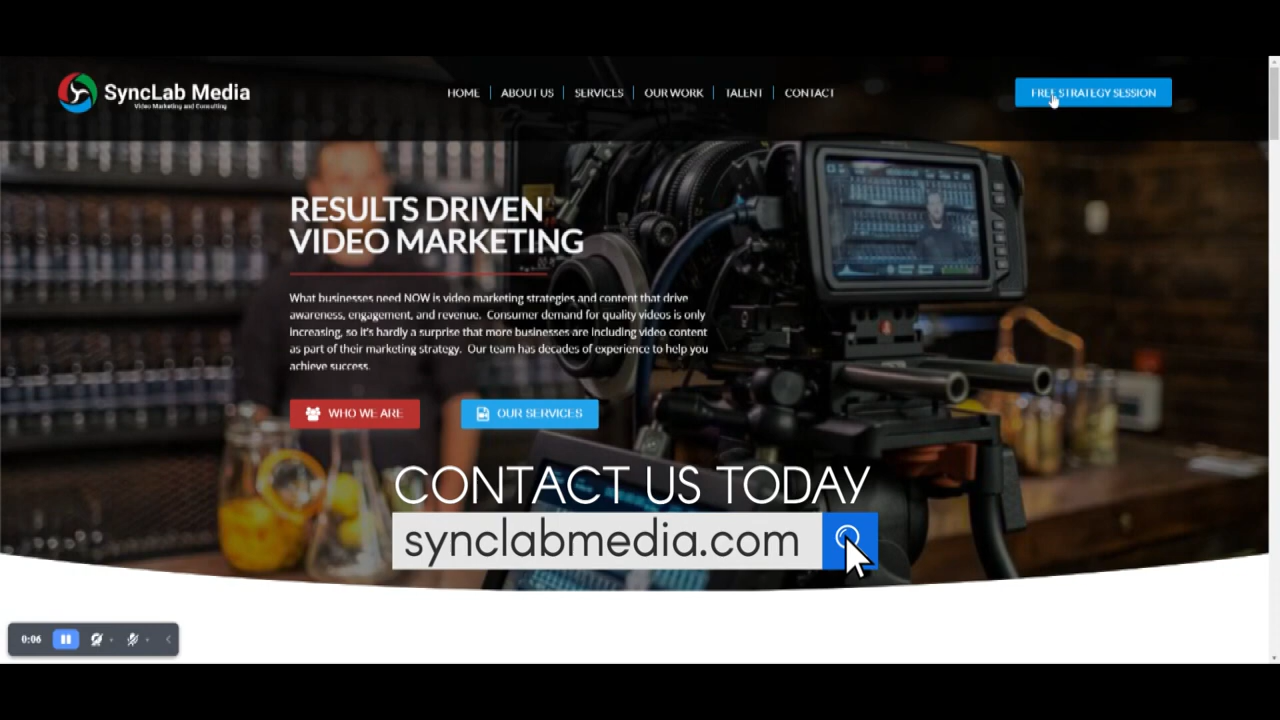 SyncLab Media
Video Marketing and Consulting
HOME
ABOUT US
SERVICES
OUR WORK
TALENT
CONTACT
FREE STRATEGY SESSION
RESULTS DRIVEN
VIDEO MARKETING
What businesses need NOW is video marketing strategies and content that drive
awareness, engagement, and revenue. Consumer demand for quality videos is only
increasing, so it's hardly a surprise that more businesses are including video content
as part of their marketing strategy. Our team has decades of experience to help you
achieve success.
WHO WE ARE
OUR SERVICES
CONTACT US TODAY
synclabmedia.com
0:06